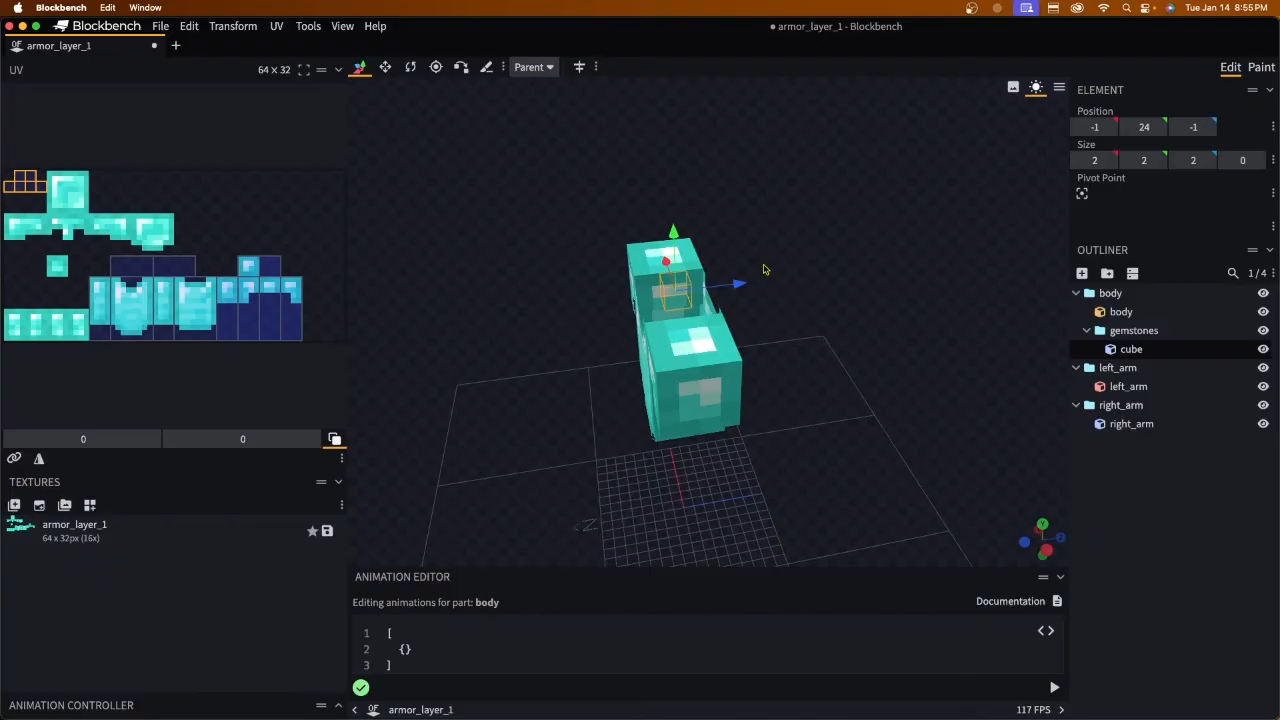 Blockbench Edit Window Tue Jan 14 8:55PM
Blockbench File Edit Transform UV Tools View Help armor_layer_1 - Blockbench
armor_layer_1
UV 64 × 32 Parent Edit Paint
ELEMENT
Position
-1 24 -1
Size
2 2 2 0
Pivot Point
OUTLINER
1/4
body
body
gemstones
cube
left_arm
left_arm
right_arm
right_arm
0 0
TEXTURES
armor_layer_1
64 x 32px (16x)
N
ANIMATION EDITOR
Editing animations for part: body Documentation
1 [
2 {}
3 ]
ANIMATION CONTROLLER
armor_layer_1 117 FPS